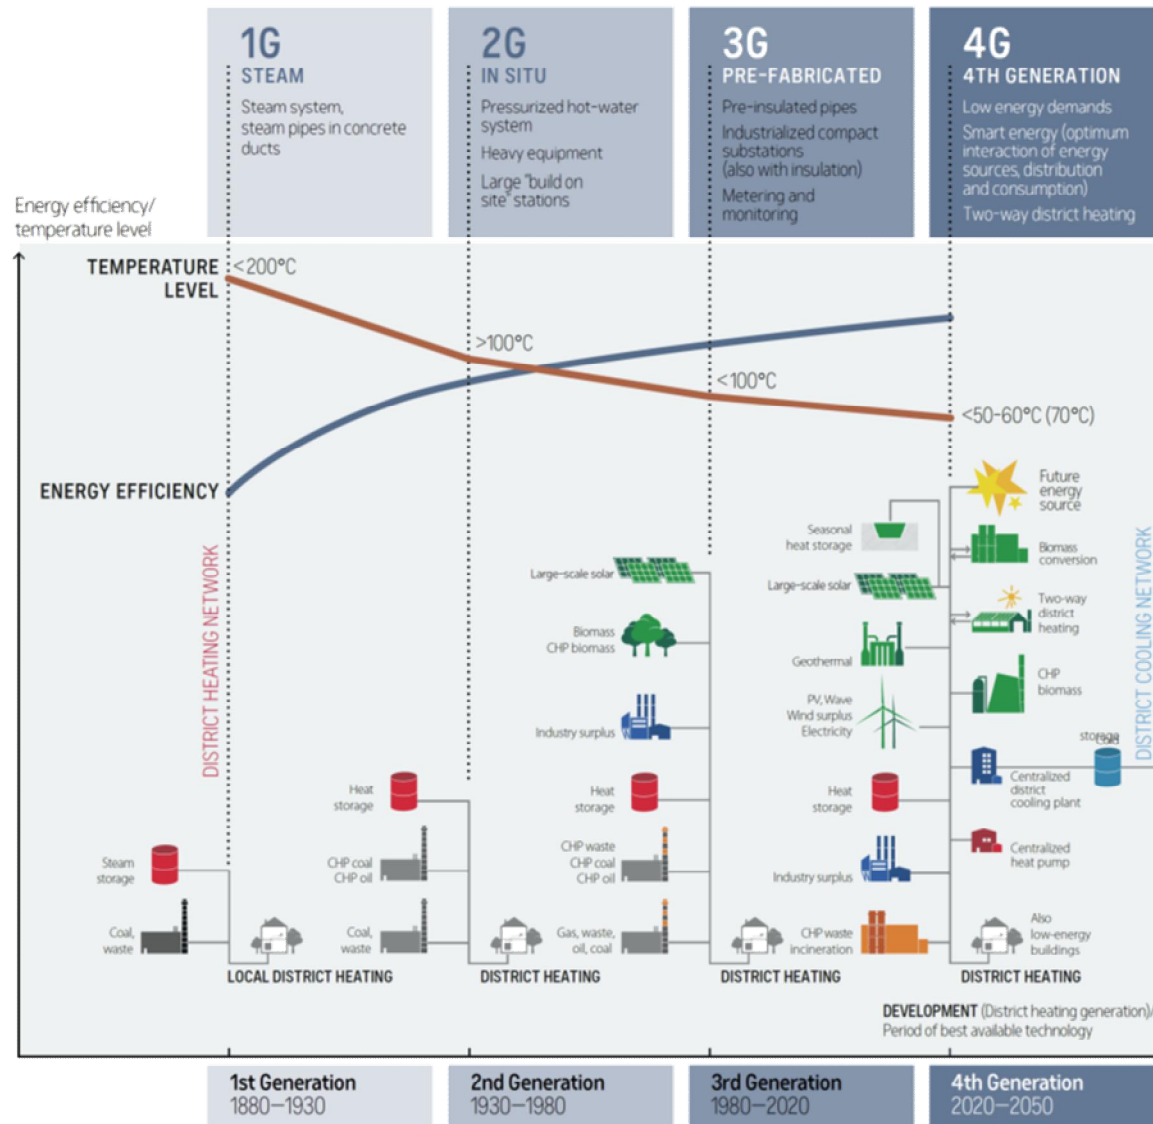 1G
STEAM
Steam system,
steam pipes in concrete
ducts
2G
IN SITU
Pressurized hot-water
system
Heavy equipment
Large "build on
site" stations
3G
PRE-FABRICATED
Pre-insulated pipes
Industrialized compact
substations
(also with insulation)
Metering and
monitoring
4G
4TH GENERATION
Low energy demands
Smart energy (optimum
interaction of energy
sources, distribution
and consumption)
Two-way district heating
Energy efficiency/
temperature level
TEMPERATURE
LEVEL
<200°C
>100°C
<100°C
<50-60°C (70°C)
ENERGY EFFICIENCY
DISTRICT HEATING NETWORK
DISTRICT COOLING NETWORK
Steam
storage
Coal,
waste
LOCAL DISTRICT HEATING
Heat
storage
CHP coal
CHP oil
Coal,
waste
DISTRICT HEATING
Large-scale solar
Biomass
CHP biomass
Industry surplus
Heat
storage
CHP waste
CHP coal
CHP oil
Gas, waste,
oil, coal
DISTRICT HEATING
Seasonal
heat storage
Large-scale solar
Geothermal
PV, Wave
Wind surplus
Electricity
Heat
storage
Industry surplus
CHP waste
incineration
Future
energy
source
Biomass
conversion
Two-way
district
heating
CHP
biomass
storage
Cold
Centralized
district
cooling plant
Centralized
heat pump
Also
low-energy
buildings
DISTRICT HEATING
DEVELOPMENT (District heating generation)/
Period of best available technology
1st Generation
1880–1930
2nd Generation
1930–1980
3rd Generation
1980–2020
4th Generation
2020–2050